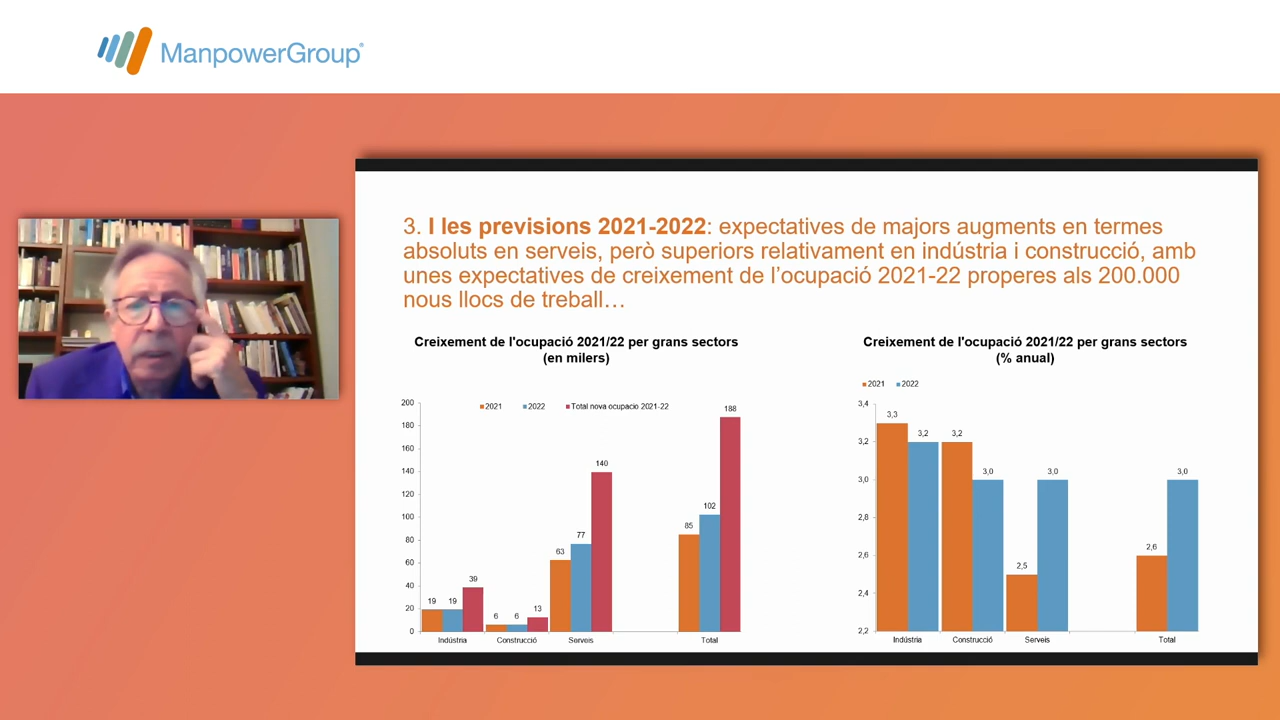 ManpowerGroup®
3. I les previsions 2021-2022: expectatives de majors augments en termes
absoluts en serveis, però superiors relativament en indústria i construcció, amb
unes expectatives de creixement de l'ocupació 2021-22 properes als 200.000
nous llocs de treball…
Creixement de l'ocupació 2021/22 per grans sectors
(en milers)
2021 2022 Total nova ocupacio 2021-22
200
180
160
140
120
100
80
60
40
20
0
19 19 39
6 6 13
63 77 140
85 102 188
Indústria Construcció Serveis Total
Creixement de l'ocupació 2021/22 per grans sectors
(% anual)
2021 2022
3,4
3,2
3,0
2,8
2,6
2,4
2,2
3,3 3,2
3,2 3,0
2,5 3,0
2,6 3,0
Indústria Construcció Serveis Total